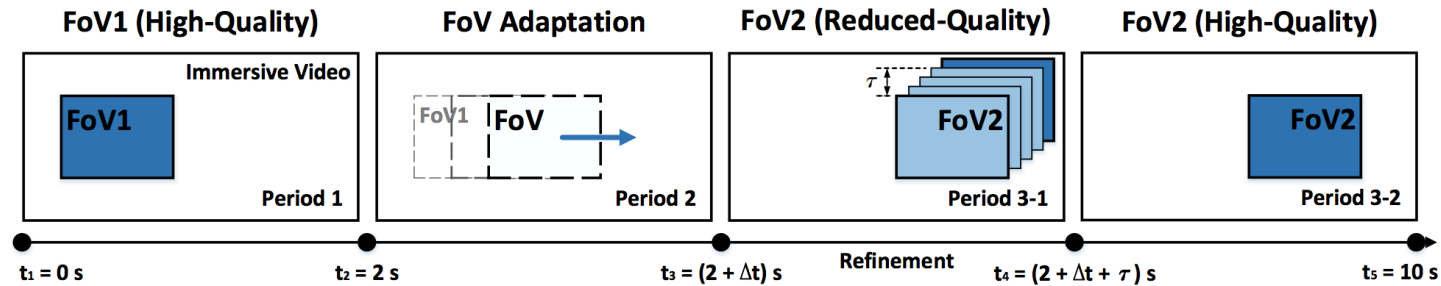 FoV1 (High-Quality)
FoV Adaptation
FoV2 (Reduced-Quality)
FoV2 (High-Quality)
Immersive Video
FoV1
Period 1
FoV1
FoV
Period 2
τ
FoV2
Period 3-1
FoV2
Period 3-2
Refinement
t₁ = 0 s
t₂ = 2 s
t₃ = (2 + Δt) s
t₄ = (2 + Δt + τ) s
t₅ = 10 s